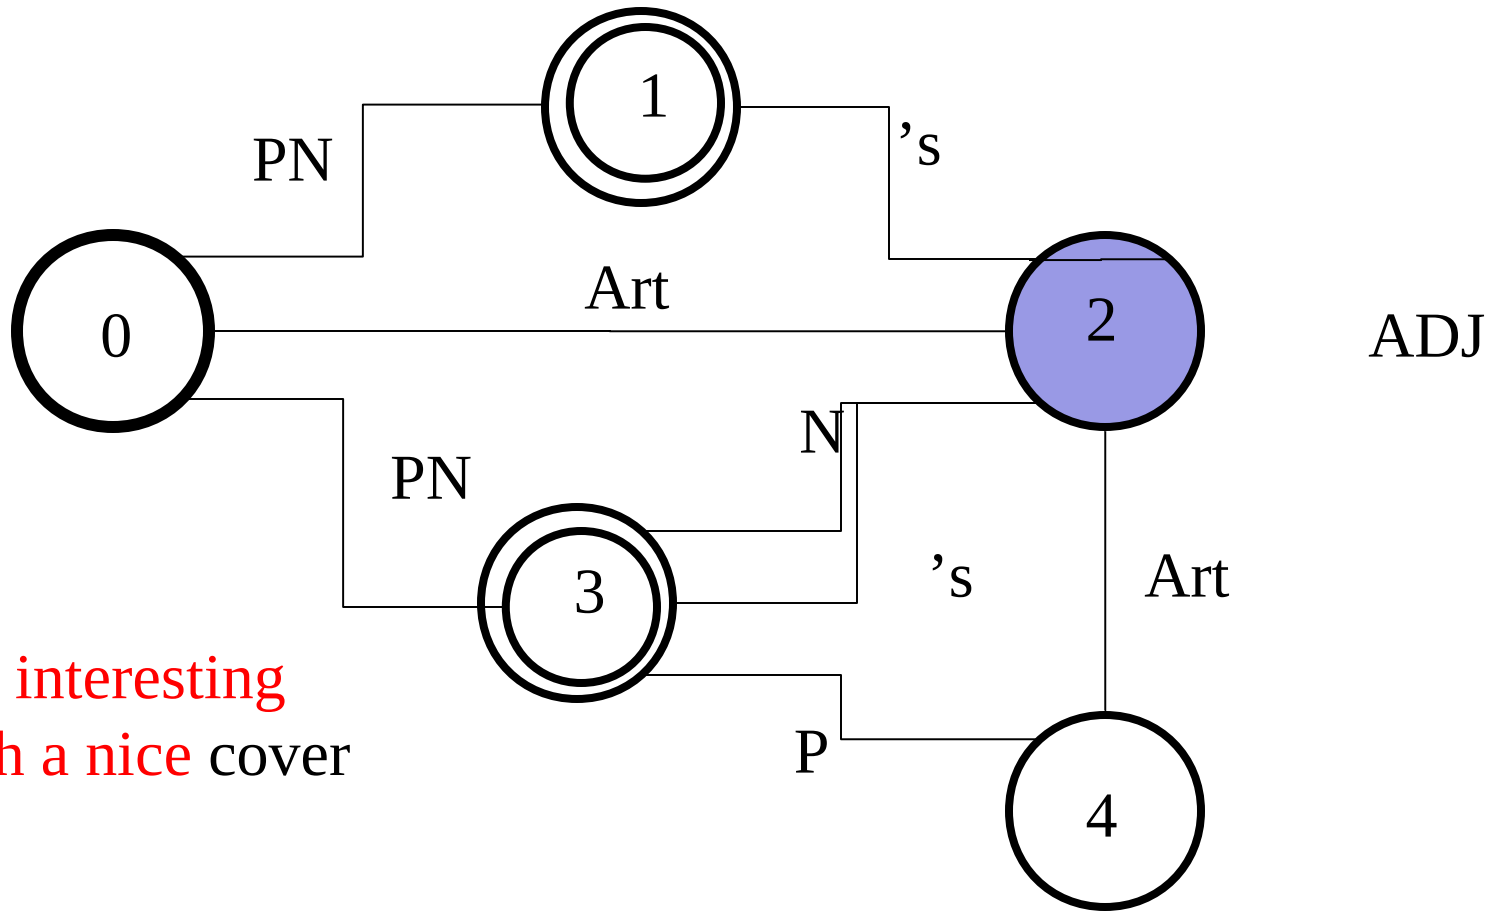 1
PN
’s
Art
0
2
ADJ
N
PN
’s
Art
3
interesting
h a nice cover
P
4